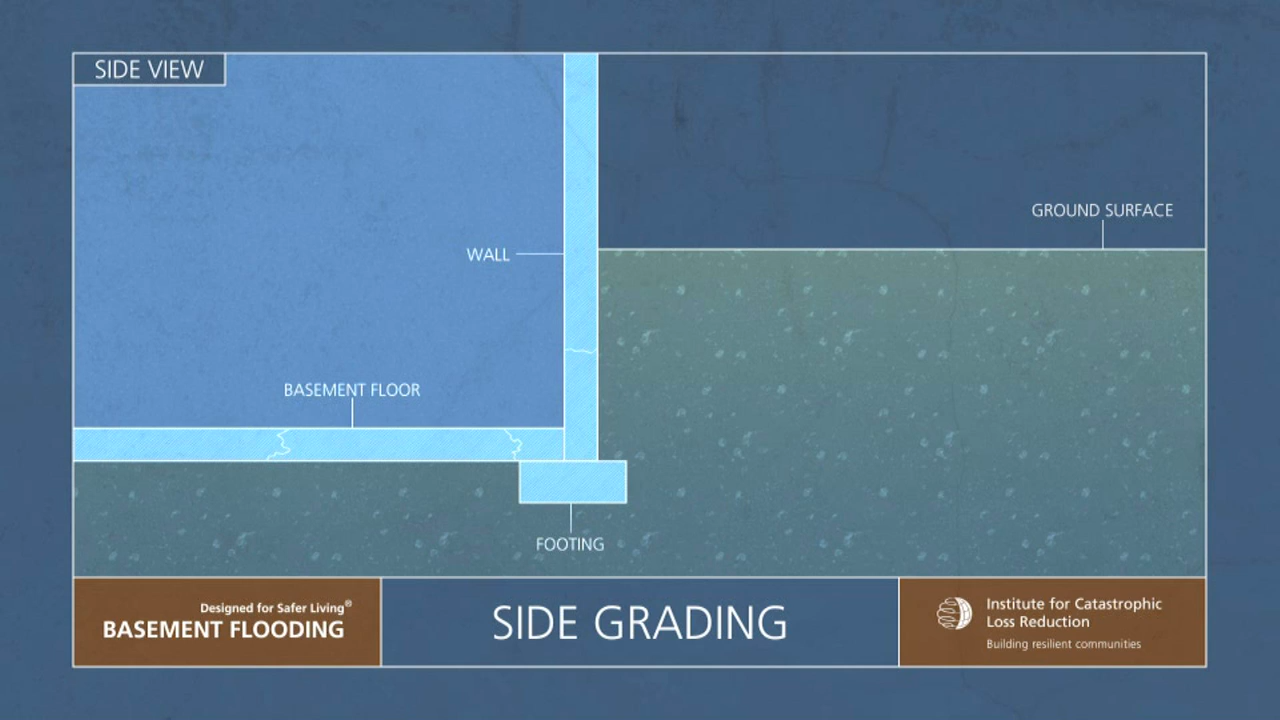 SIDE VIEW
GROUND SURFACE
WALL
BASEMENT FLOOR
FOOTING
Designed for Safer Living®
BASEMENT FLOODING
SIDE GRADING
Institute for Catastrophic
Loss Reduction
Building resilient communities